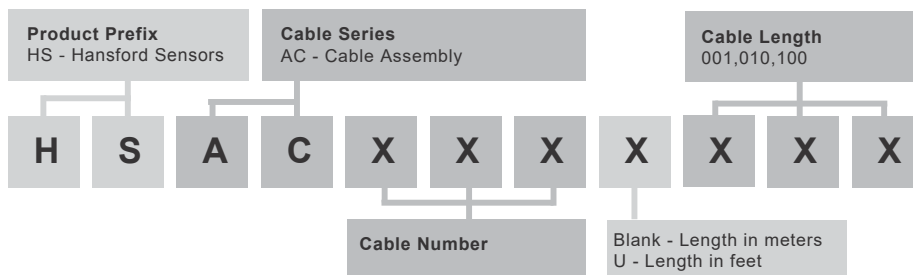 Product Prefix
HS - Hansford Sensors
Cable Series
AC - Cable Assembly
Cable Length
001,010,100
H S A C X X X X X X X
Cable Number
Blank - Length in meters
U - Length in feet